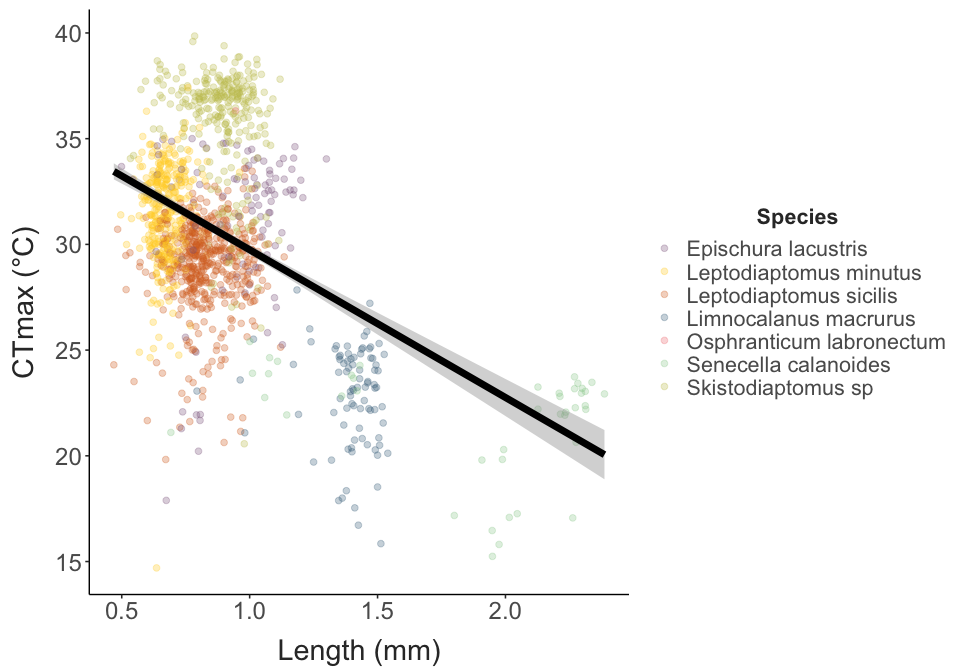 40
35
30
25
20
15
CTmax (°C)
0.5 1.0 1.5 2.0
Length (mm)
Species
Epischura lacustris
Leptodiaptomus minutus
Leptodiaptomus sicilis
Limnocalanus macrurus
Osphranticum labronectum
Senecella calanoides
Skistodiaptomus sp